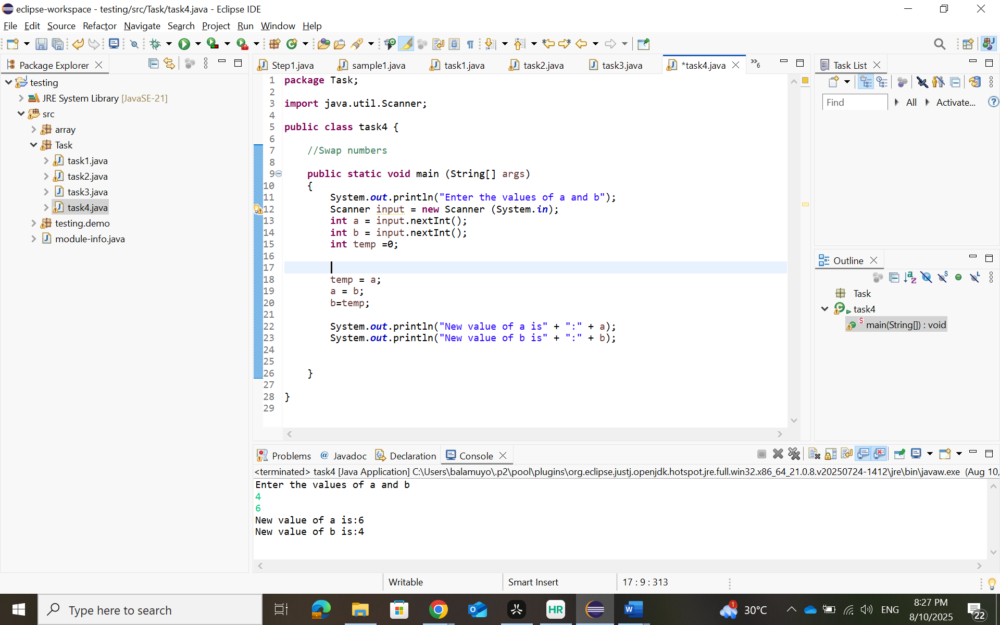 eclipse-workspace - testing/src/Task/task4.java - Eclipse IDE
File Edit Source Refactor Navigate Search Project Run Window Help
Package Explorer
testing
JRE System Library [JavaSE-21]
src
array
Task
task1.java
task2.java
task3.java
task4.java
testing.demo
module-info.java
Step1.java sample1.java task1.java task2.java task3.java *task4.java »6
1 package Task;
2
3 import java.util.Scanner;
4
5 public class task4 {
6
7 //Swap numbers
8
9 public static void main (String[] args)
10 {
11 System.out.println("Enter the values of a and b");
12 Scanner input = new Scanner (System.in);
13 int a = input.nextInt();
14 int b = input.nextInt();
15 int temp =0;
16
17
18 temp = a;
19 a = b;
20 b=temp;
21
22 System.out.println("New value of a is" + ":" + a);
23 System.out.println("New value of b is" + ":" + b);
24
25
26 }
27
28 }
29
Task List
Find All Activate...
Outline
Task
task4
main(String[]) : void
Problems Javadoc Declaration Console
<terminated> task4 [Java Application] C:\Users\balamuyo\.p2\pool\plugins\org.eclipse.justj.openjdk.hotspot.jre.full.win32.x86_64_21.0.8.v20250724-1412\jre\bin\javaw.exe (Aug 10,
Enter the values of a and b
4
6
New value of a is:6
New value of b is:4
Writable Smart Insert 17 : 9 : 313
Type here to search
HR
1
30°C
ENG
8:27 PM
8/10/2025
22